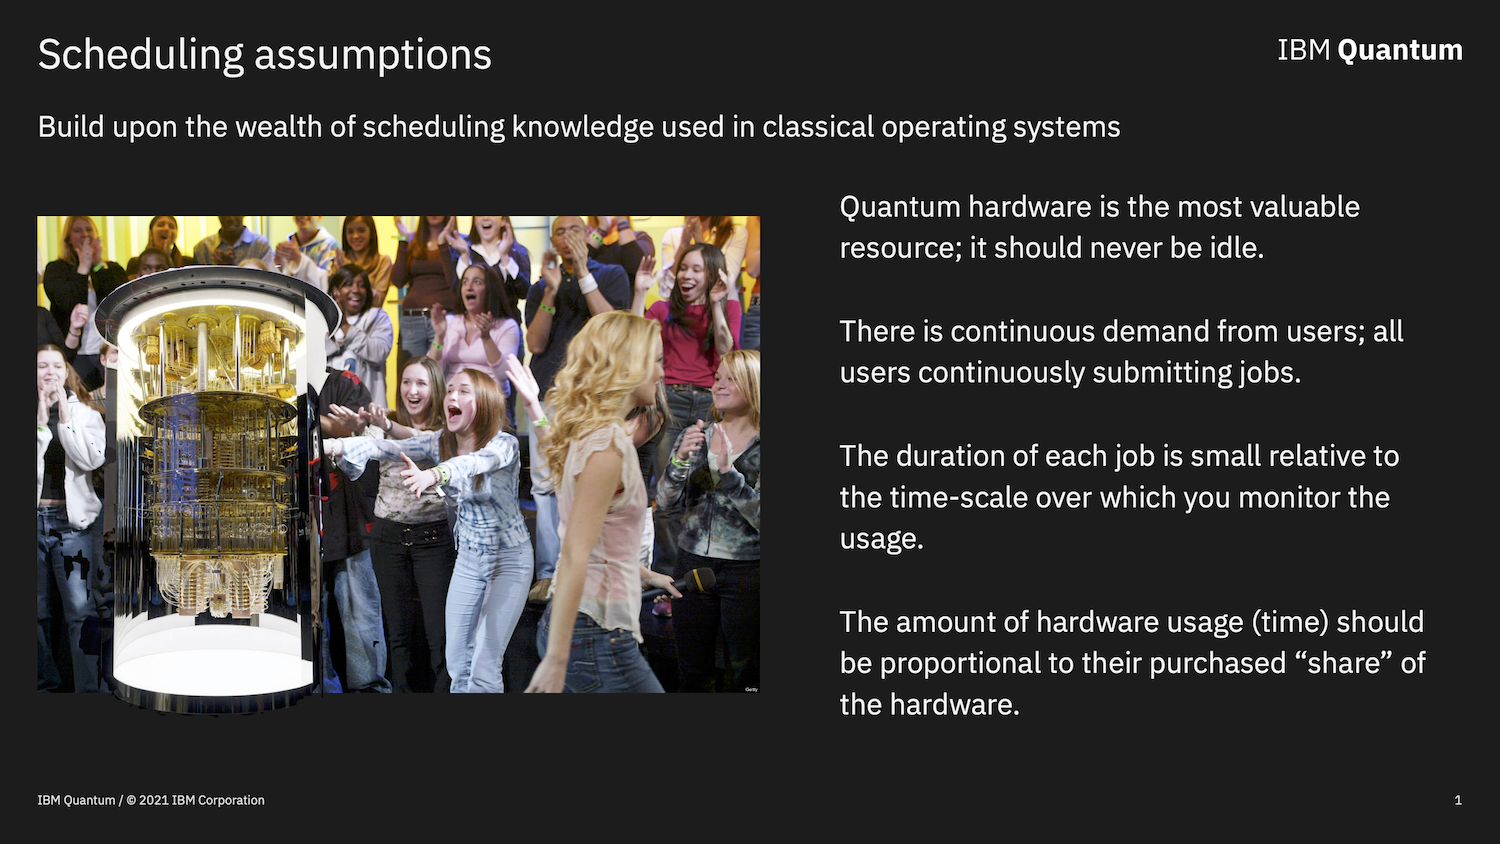 Scheduling assumptions
IBM Quantum
Build upon the wealth of scheduling knowledge used in classical operating systems
Quantum hardware is the most valuable
resource; it should never be idle.
There is continuous demand from users; all
users continuously submitting jobs.
The duration of each job is small relative to
the time-scale over which you monitor the
usage.
The amount of hardware usage (time) should
be proportional to their purchased “share” of
the hardware.
Getty
IBM Quantum / © 2021 IBM Corporation
1